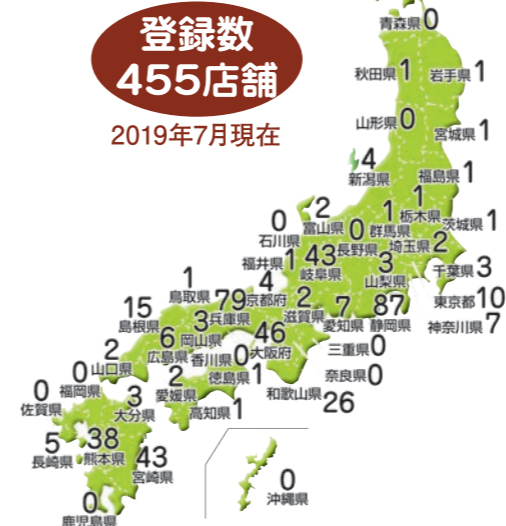 登録数
455店舗
2019年7月現在
青森県0
秋田県1
岩手県1
山形県0
宮城県1
4
新潟県
福島県1
1
栃木県
1
群馬県
茨城県1
2
富山県
0
石川県
0
長野県
埼玉県2
福井県1
43
岐阜県
3
山梨県
千葉県3
1
鳥取県
79
兵庫県
4
京都府
2
滋賀県
7
愛知県
87
静岡県
東京都10
神奈川県7
15
島根県
3
岡山県
6
広島県
46
大阪府
三重県0
2
山口県
香川県0
奈良県0
0
福岡県
2
愛媛県
徳島県1
和歌山県26
0
佐賀県
3
大分県
高知県1
5
長崎県
38
熊本県
43
宮崎県
0
沖縄県
0
鹿児島県